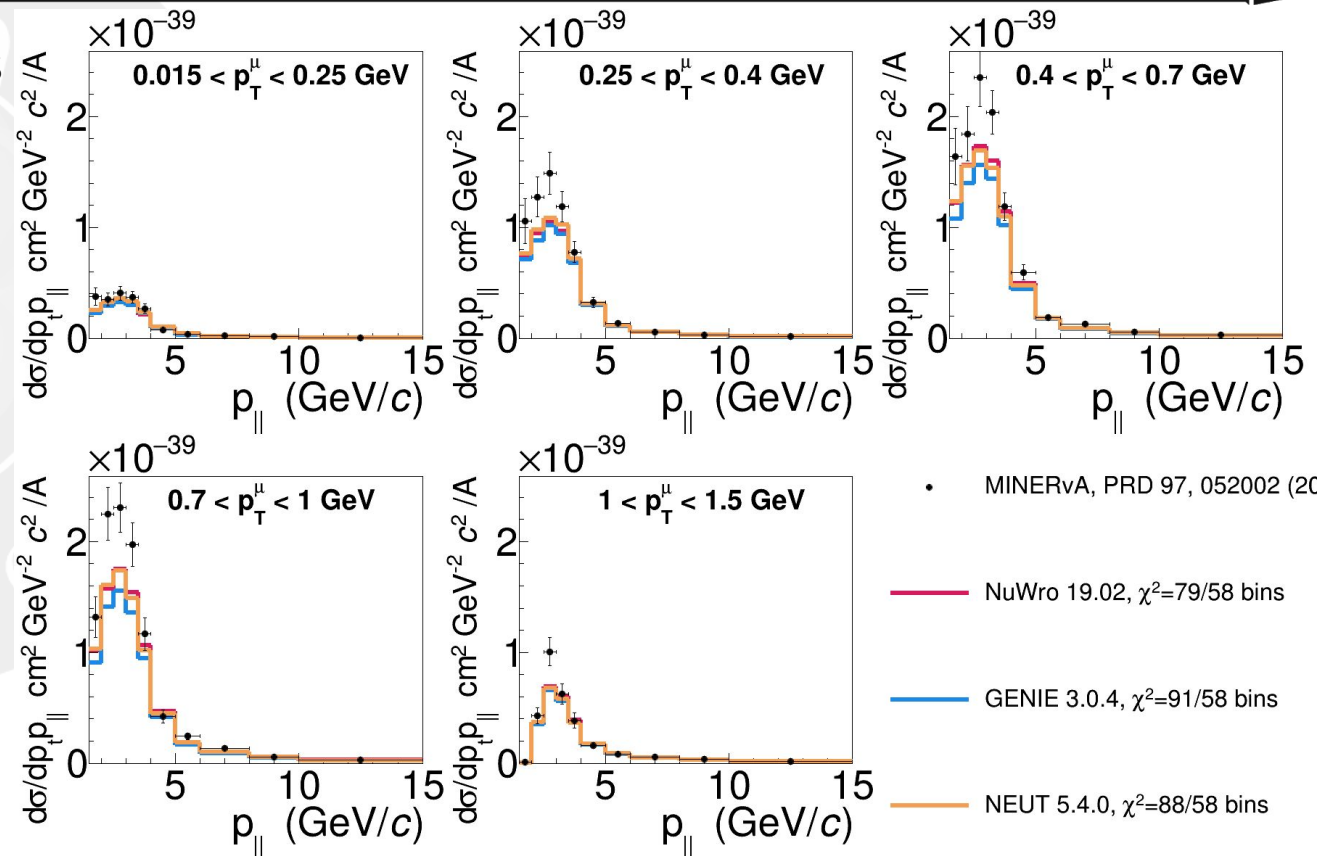 ×10⁻³⁹
0.015 < p_T^μ < 0.25 GeV
dσ/dp_t p_|| cm² GeV⁻² c² /A
2
1
0
5 10 15
p_|| (GeV/c)
×10⁻³⁹
0.25 < p_T^μ < 0.4 GeV
dσ/dp_t p_|| cm² GeV⁻² c² /A
2
1
0
5 10 15
p_|| (GeV/c)
×10⁻³⁹
0.4 < p_T^μ < 0.7 GeV
dσ/dp_t p_|| cm² GeV⁻² c² /A
2
1
0
5 10 15
p_|| (GeV/c)
×10⁻³⁹
0.7 < p_T^μ < 1 GeV
dσ/dp_t p_|| cm² GeV⁻² c² /A
2
1
0
5 10 15
p_|| (GeV/c)
×10⁻³⁹
1 < p_T^μ < 1.5 GeV
dσ/dp_t p_|| cm² GeV⁻² c² /A
2
1
0
5 10 15
p_|| (GeV/c)
MINERvA, PRD 97, 052002 (20
NuWro 19.02, χ²=79/58 bins
GENIE 3.0.4, χ²=91/58 bins
NEUT 5.4.0, χ²=88/58 bins